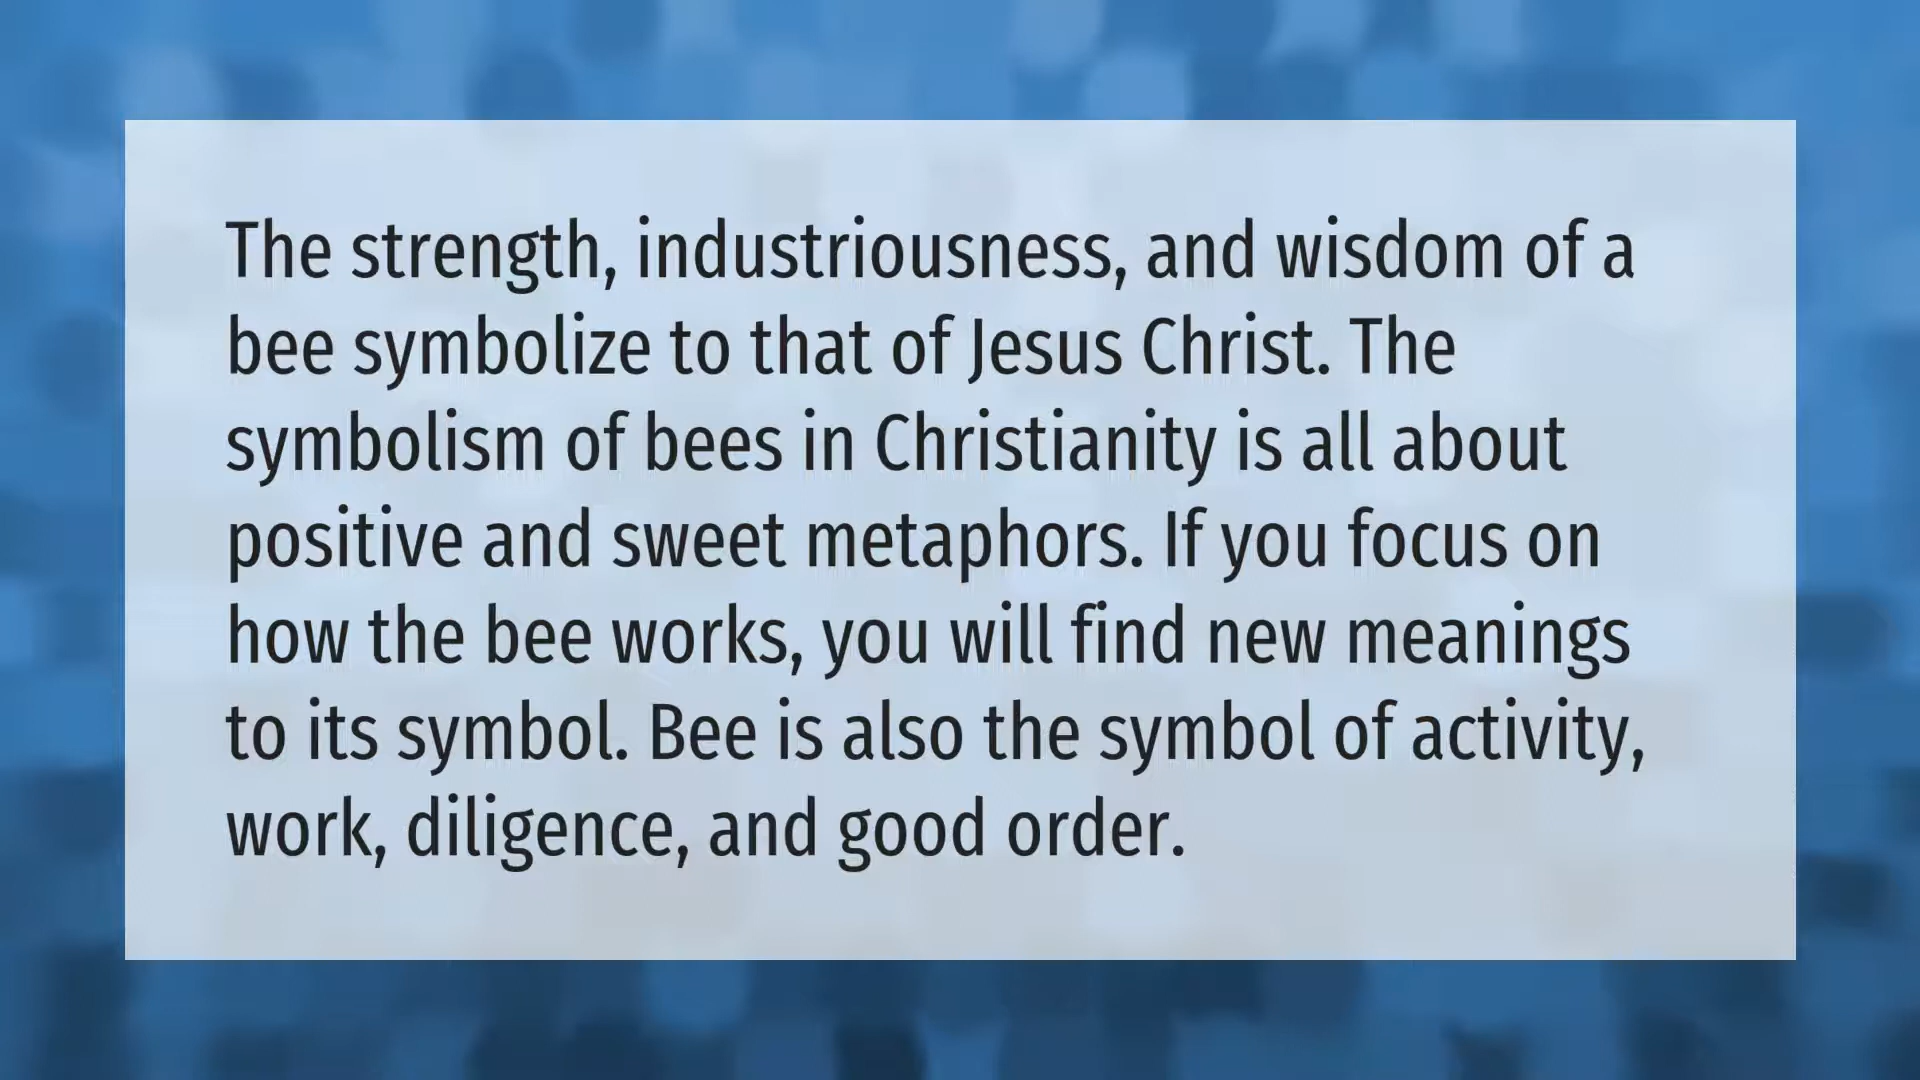 The strength, industriousness, and wisdom of a
bee symbolize to that of Jesus Christ. The
symbolism of bees in Christianity is all about
positive and sweet metaphors. If you focus on
how the bee works, you will find new meanings
to its symbol. Bee is also the symbol of activity,
work, diligence, and good order.